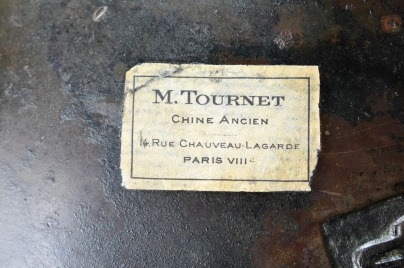 M. TOURNET
CHINE ANCIEN
14, RUE CHAUVEAU-LAGARDE
PARIS VIIIE